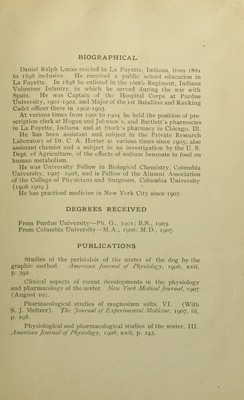 BIOGRAPHICAL
Daniel Ralph Lucas resided in La Fayette, Indiana, from 1881
to 1898 inclusive. He received a public school education in
La Fayette. In 1898 he enlisted in the 160th Regiment, Indiana
Volunteer Infantry, in which he served during the war with
Spain. He was Captain of the Hospital Corps at Purdue
University, 1901-1902, and Major of the 1st Batallion and Ranking
Cadet officer there in 1902-1903.
At various times from 1900 to 1904 he held the position of pre-
scription clerk at Hogan and Johnson's, and Bartlett's pharmacies
in La Fayette, Indiana, and at Stork's pharmacy in Chicago, Ill.
He has been assistant and subject to the Private Research
Laboratory of Dr. C. A. Herter at various times since 1905; also
assistant chemist and a subject in an investigation by the U. S.
Dept. of Agriculture, of the effects of sodium benzoate in food on
human metabolism.
He was University Fellow in Biological Chemistry, Columbia
University, 1907-1908, and is Fellow of the Alumni Association
of the College of Physicians and Surgeons, Columbia University
(1908-1909.)
He has practiced medicine in New York City since 1907.
DEGREES RECEIVED
From Purdue University—Ph. G., 1901; B.S., 1903.
From Columbia University—M.A., 1906; M.D., 1907.
PUBLICATIONS
Studies of the peristalsis of the ureter of the dog by the
graphic method. American Journal of Physiology, 1906, xvii,
p. 392.
Clinical aspects of recent developments in the physiology
and pharmacology of the ureter. New York Medical Journal, 1907
(August 10).
Pharmacological studies of magnesium salts. VI. (With
S. J. Meltzer). The Journal of Experimental Medicine, 1907, iii,
p. 298.
Physiological and pharmacological studies of the ureter. III.
American Journal of Physiology, 1908, xxii, p. 245.